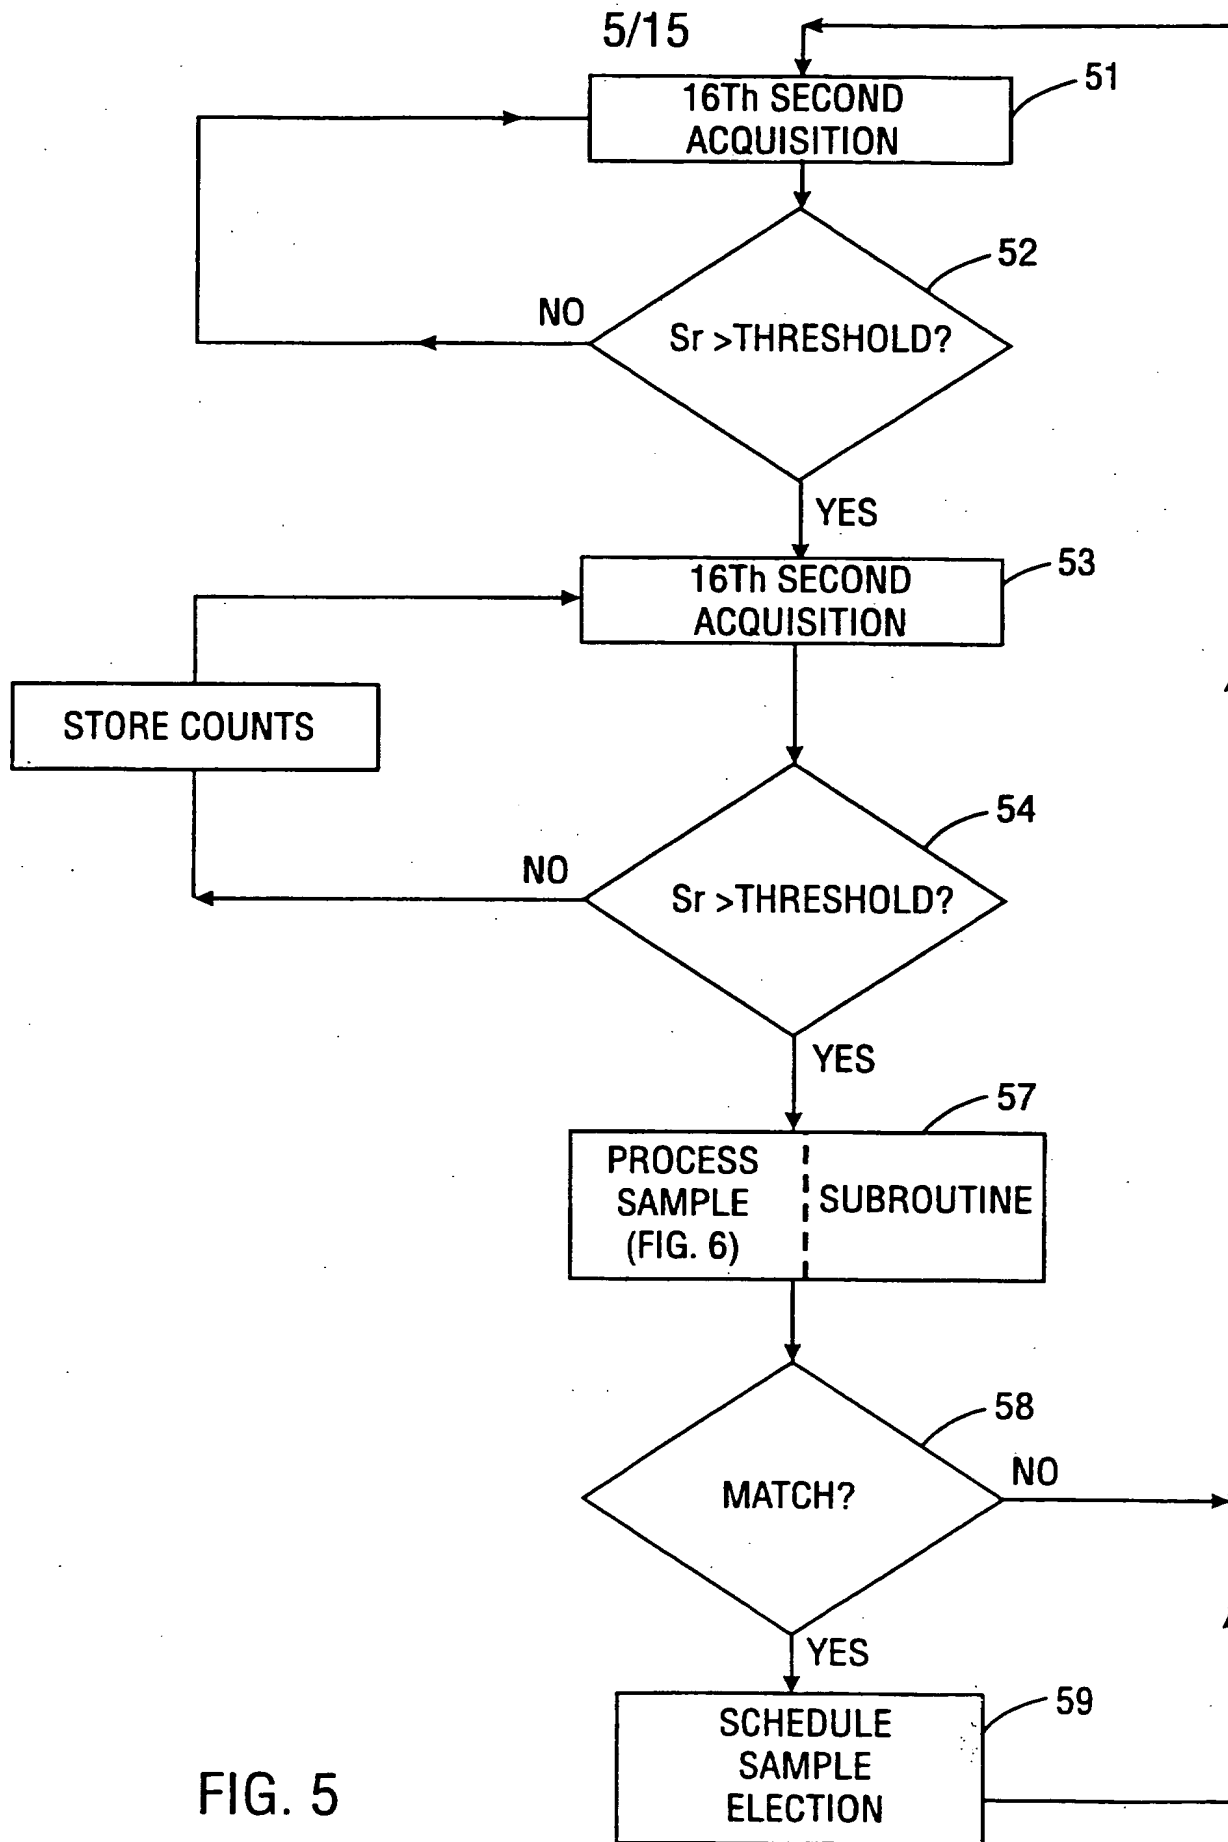 5/15
16Th SECOND
ACQUISITION
51
52
NO
Sr >THRESHOLD?
YES
16Th SECOND
ACQUISITION
53
STORE COUNTS
54
NO
Sr >THRESHOLD?
YES
57
PROCESS
SAMPLE
(FIG. 6)
SUBROUTINE
58
MATCH?
NO
YES
59
SCHEDULE
SAMPLE
ELECTION
FIG. 5